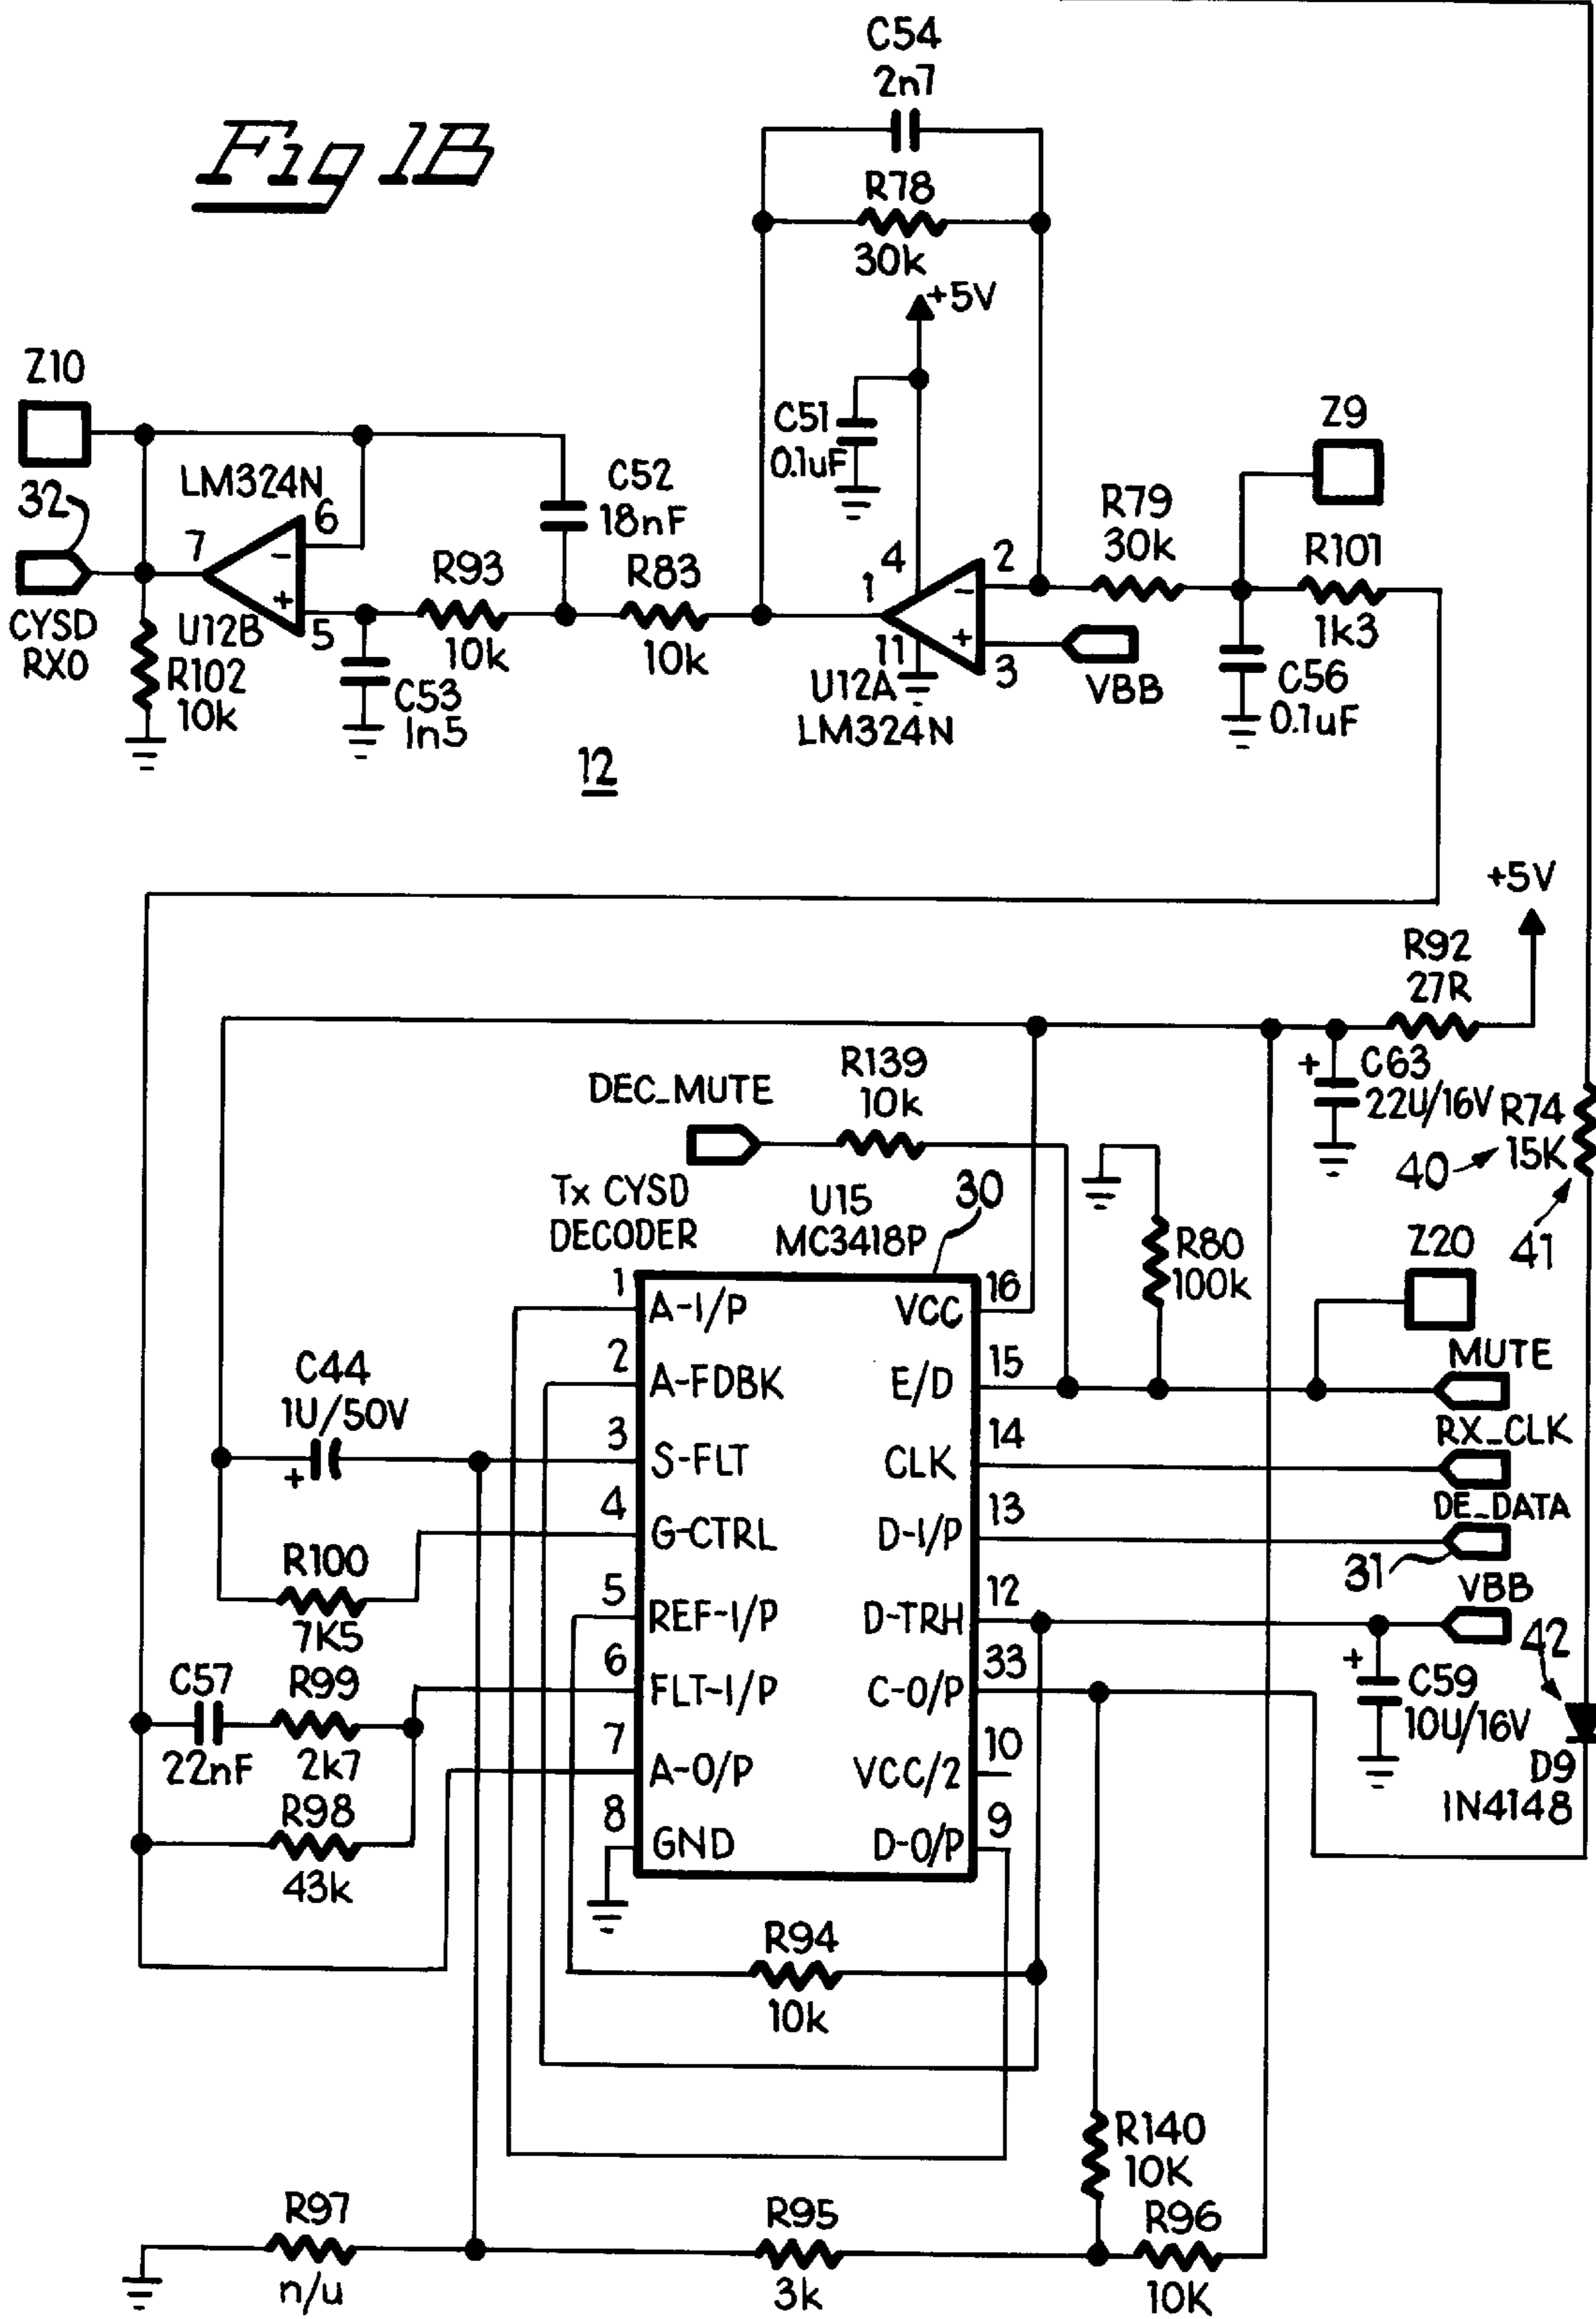 Fig 1B
C54
2n7
R78
30k
+5V
C51
0.1uF
Z10
32
LM324N
6
7
-
+
5
U12B
CYSD
RX0
R102
10k
C52
18nF
R93
10k
R83
10k
C53
1n5
12
4
1
2
-
+
11
3
U12A
LM324N
VBB
R79
30k
Z9
R101
1k3
C56
0.1uF
+5V
R92
27R
+
C63
22U/16V
R74
15K
40
41
DEC_MUTE
R139
10k
Tx CYSD
DECODER
U15
MC3418P
30
R80
100k
Z20
1
A-I/P
VCC
16
2
A-FDBK
E/D
15
MUTE
3
S-FLT
CLK
14
RX_CLK
4
G-CTRL
D-I/P
13
DE_DATA
31
5
REF-I/P
D-TRH
12
VBB
6
FLT-I/P
C-O/P
33
7
A-O/P
VCC/2
10
8
GND
D-O/P
9
C44
1U/50V
+
R100
7K5
C57
22nF
R99
2k7
R98
43k
42
+
C59
10U/16V
D9
IN4148
R94
10k
R140
10K
R97
n/u
R95
3k
R96
10K